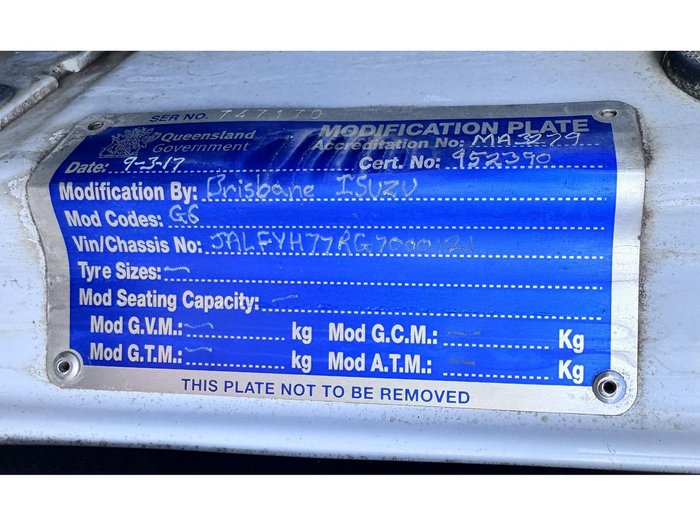 SER NO. 747170
Queensland Government
MODIFICATION PLATE
Accreditation No: MA3279
Date: 9-3-17
Cert. No: 952390
Modification By: Brisbane ISUZU
Mod Codes: G6
Vin/Chassis No: JALFYH77RG7000121
Tyre Sizes: ~
Mod Seating Capacity: ~
Mod G.V.M.: ~ kg Mod G.C.M.: ~ Kg
Mod G.T.M.: ~ kg Mod A.T.M.: ~ Kg
THIS PLATE NOT TO BE REMOVED